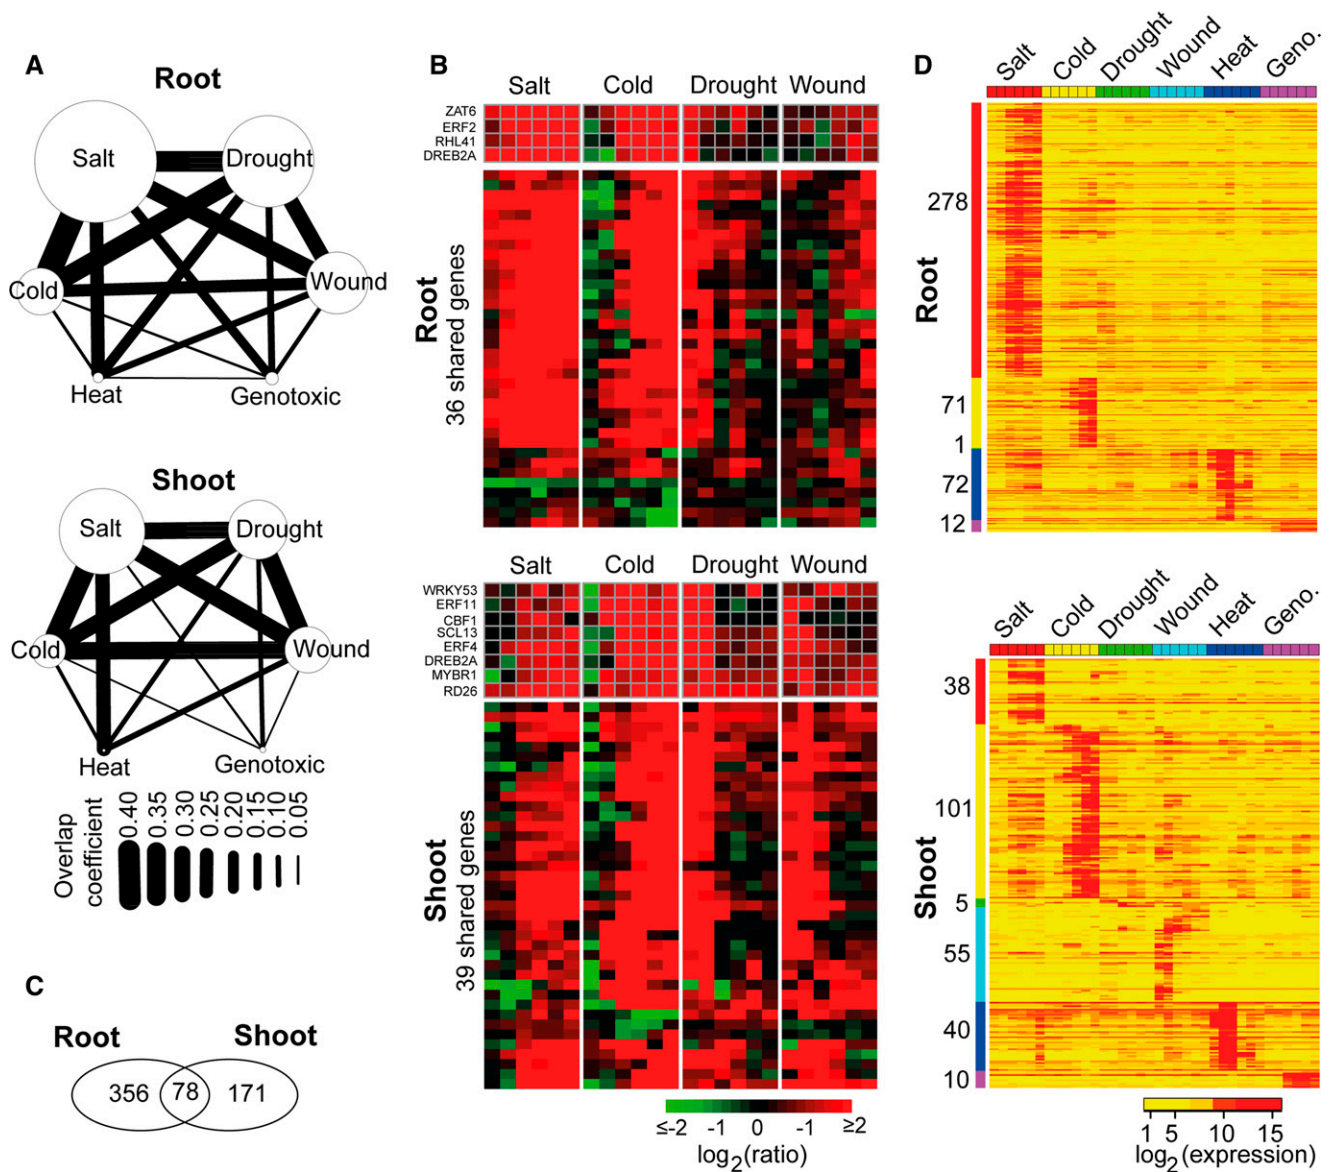 A
Root
Salt
Drought
Cold
Wound
Heat
Genotoxic
Shoot
Salt
Drought
Cold
Wound
Heat
Genotoxic
Overlap
coefficient
0.40
0.35
0.30
0.25
0.20
0.15
0.10
0.05
C
Root
Shoot
356
78
171
B
Salt
Cold
Drought
Wound
ZAT6
ERF2
RHL41
DREB2A
Root
36 shared genes
Salt
Cold
Drought
Wound
WRKY53
ERF11
CBF1
SCL13
ERF4
DREB2A
MYBR1
RD26
Shoot
39 shared genes
≤-2 -1 0 -1 ≥2
log2(ratio)
D
Salt
Cold
Drought
Wound
Heat
Geno.
Root
278
71
1
72
12
Salt
Cold
Drought
Wound
Heat
Geno.
Shoot
38
101
5
55
40
10
1 5 10 15
log2(expression)